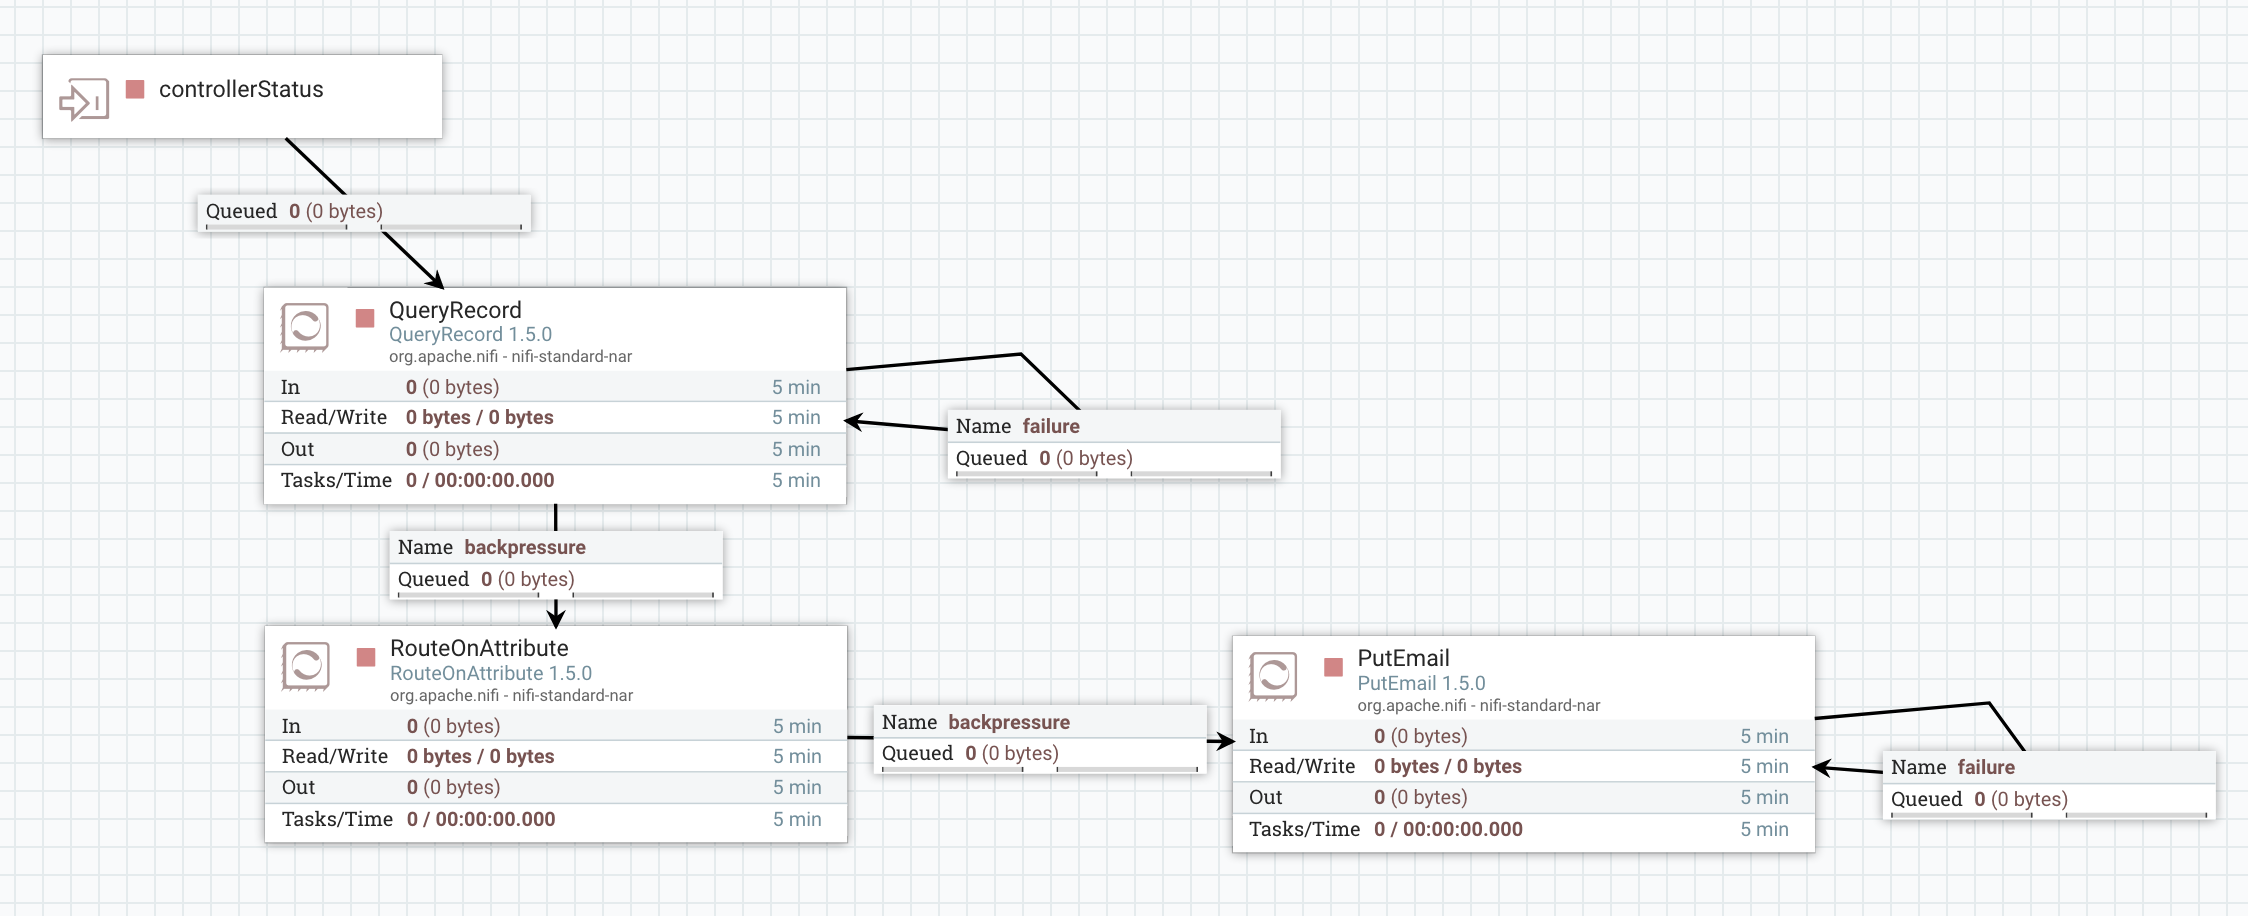 controllerStatus
Queued 0 (0 bytes)
QueryRecord
QueryRecord 1.5.0
org.apache.nifi - nifi-standard-nar
In 0 (0 bytes) 5 min
Read/Write 0 bytes / 0 bytes 5 min
Out 0 (0 bytes) 5 min
Tasks/Time 0 / 00:00:00.000 5 min
Name failure
Queued 0 (0 bytes)
Name backpressure
Queued 0 (0 bytes)
RouteOnAttribute
RouteOnAttribute 1.5.0
org.apache.nifi - nifi-standard-nar
In 0 (0 bytes) 5 min
Read/Write 0 bytes / 0 bytes 5 min
Out 0 (0 bytes) 5 min
Tasks/Time 0 / 00:00:00.000 5 min
Name backpressure
Queued 0 (0 bytes)
PutEmail
PutEmail 1.5.0
org.apache.nifi - nifi-standard-nar
In 0 (0 bytes) 5 min
Read/Write 0 bytes / 0 bytes 5 min
Out 0 (0 bytes) 5 min
Tasks/Time 0 / 00:00:00.000 5 min
Name failure
Queued 0 (0 bytes)